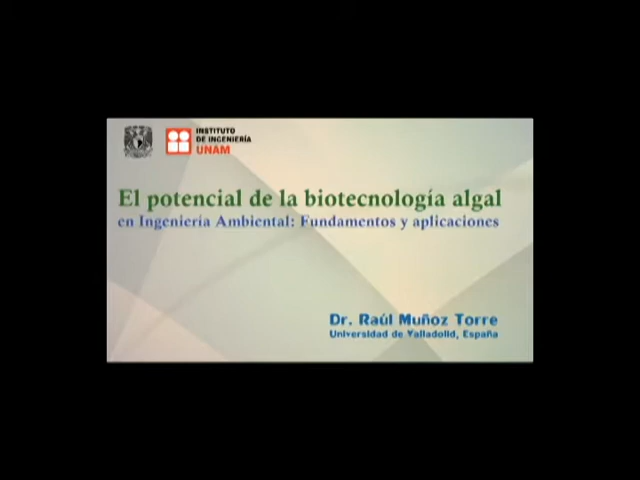 INSTITUTO
DE INGENIERÍA
UNAM
El potencial de la biotecnología algal
en Ingeniería Ambiental: Fundamentos y aplicaciones
Dr. Raúl Muñoz Torre
Universidad de Valladolid, España